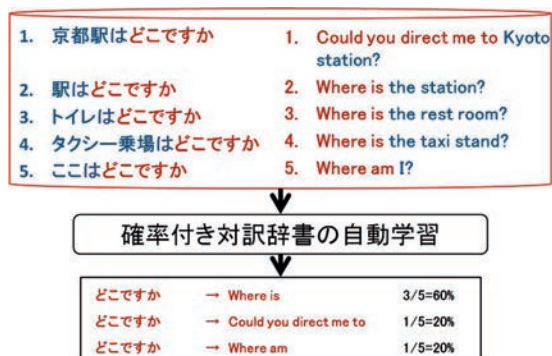 1. 京都駅はどこですか
1. Could you direct me to Kyoto
station?
2. 駅はどこですか
2. Where is the station?
3. トイレはどこですか
3. Where is the rest room?
4. タクシー乗場はどこですか
4. Where is the taxi stand?
5. ここはどこですか
5. Where am I?
確率付き対訳辞書の自動学習
どこですか → Where is 3/5=60%
どこですか → Could you direct me to 1/5=20%
どこですか → Where am 1/5=20%